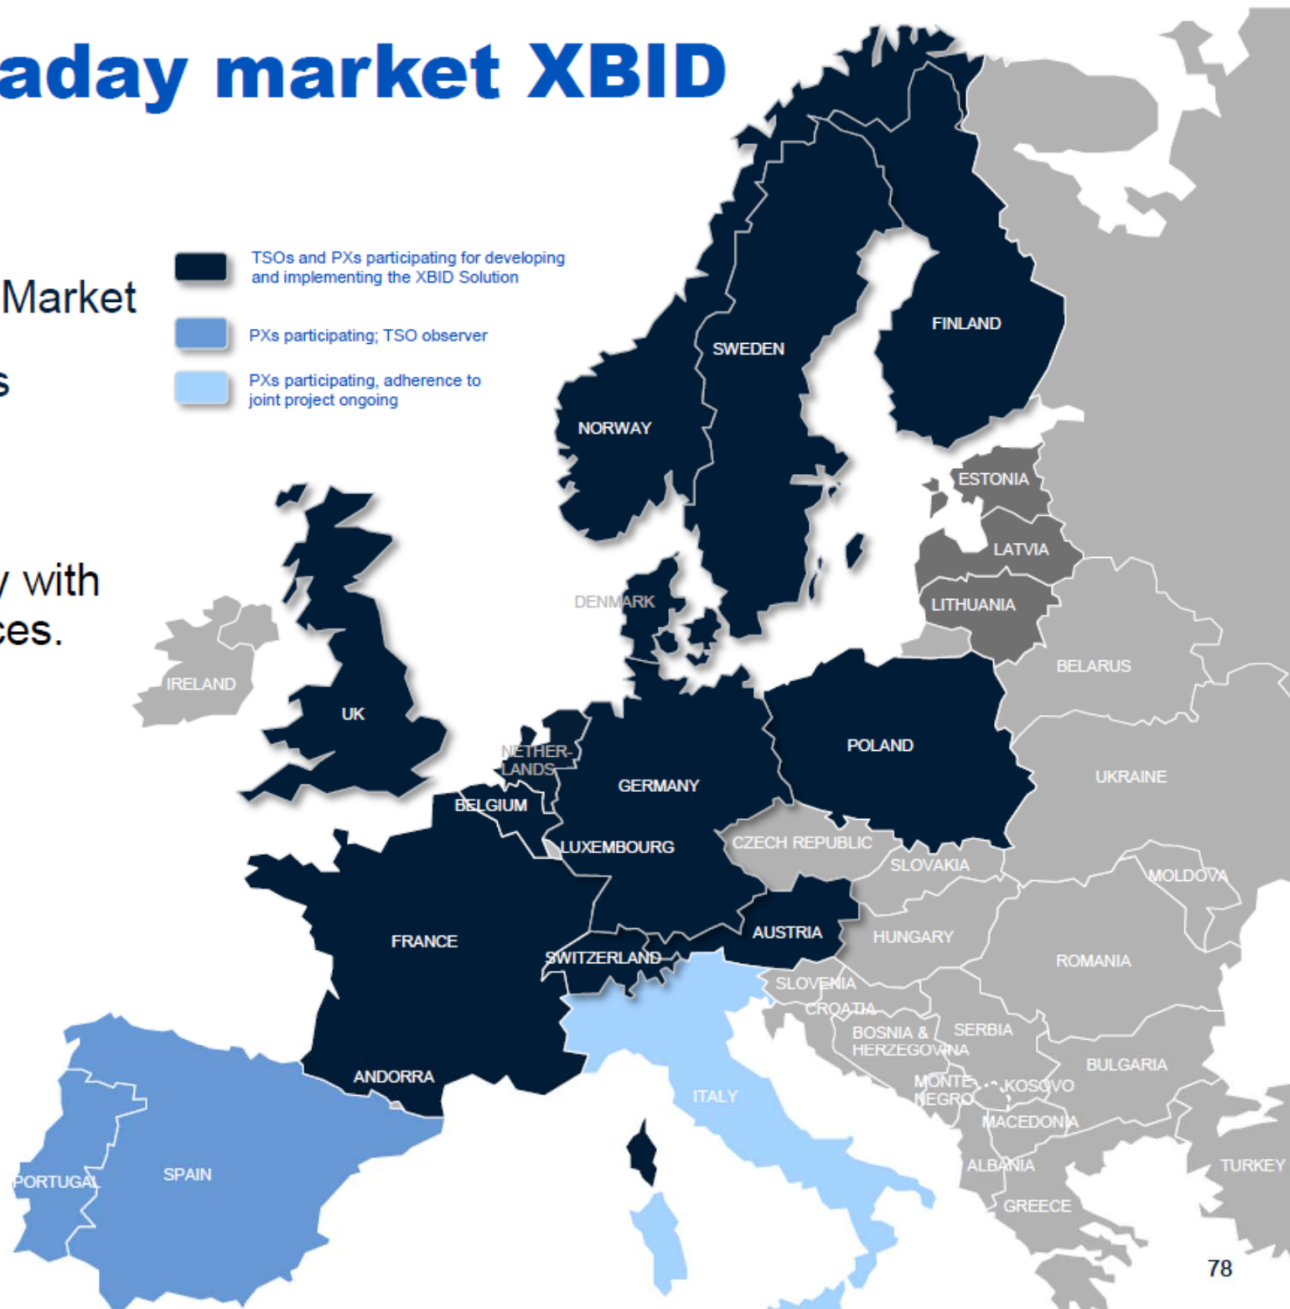 aday market XBID
TSOs and PXs participating for developing
and implementing the XBID Solution
Market
PXs participating; TSO observer
s
PXs participating, adherence to
joint project ongoing
y with
ces.
FINLAND
SWEDEN
NORWAY
ESTONIA
LATVIA
DENMARK
LITHUANIA
BELARUS
IRELAND
UK
NETHER-
LANDS
POLAND
UKRAINE
GERMANY
BELGIUM
CZECH REPUBLIC
LUXEMBOURG
SLOVAKIA
MOLDOVA
AUSTRIA
HUNGARY
FRANCE
SWITZERLAND
ROMANIA
SLOVENIA
CROATIA
BOSNIA &
HERZEGOVINA
SERBIA
BULGARIA
ANDORRA
MONTE-
NEGRO
KOSOVO
ITALY
MACEDONIA
ALBANIA
TURKEY
PORTUGAL
SPAIN
GREECE
78